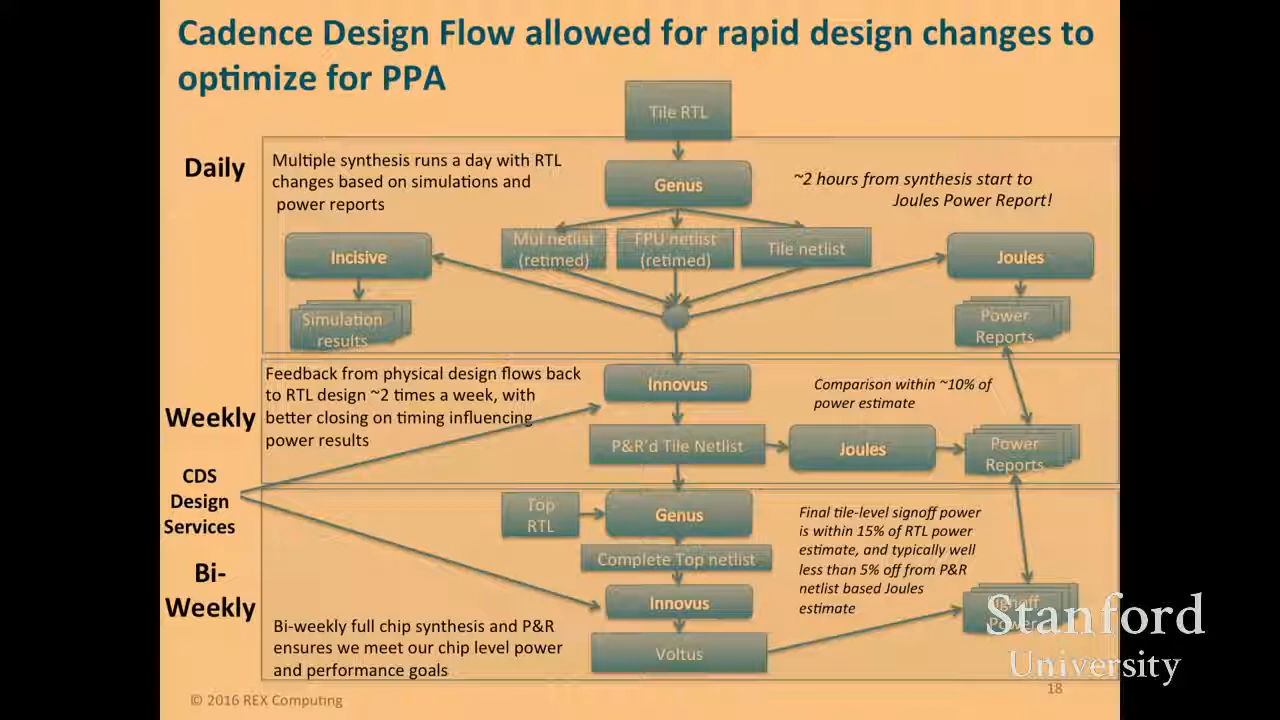 Cadence Design Flow allowed for rapid design changes to
optimize for PPA
Tile RTL
Daily
Multiple synthesis runs a day with RTL
changes based on simulations and
power reports
Genus
~2 hours from synthesis start to
Joules Power Report!
Mul netlist
(retimed)
FPU netlist
(retimed)
Tile netlist
Incisive
Joules
Simulation
results
Power
Reports
Weekly
Feedback from physical design flows back
to RTL design ~2 times a week, with
better closing on timing influencing
power results
Innovus
Comparison within ~10% of
power estimate
P&R'd Tile Netlist
Joules
Power
Reports
CDS
Design
Services
Top
RTL
Genus
Final tile-level signoff power
is within 15% of RTL power
estimate, and typically well
less than 5% off from P&R
netlist based Joules
estimate
Complete Top netlist
Bi-
Weekly
Innovus
Signoff
Power
Bi-weekly full chip synthesis and P&R
ensures we meet our chip level power
and performance goals
Voltus
Stanford
University
© 2016 REX Computing
18